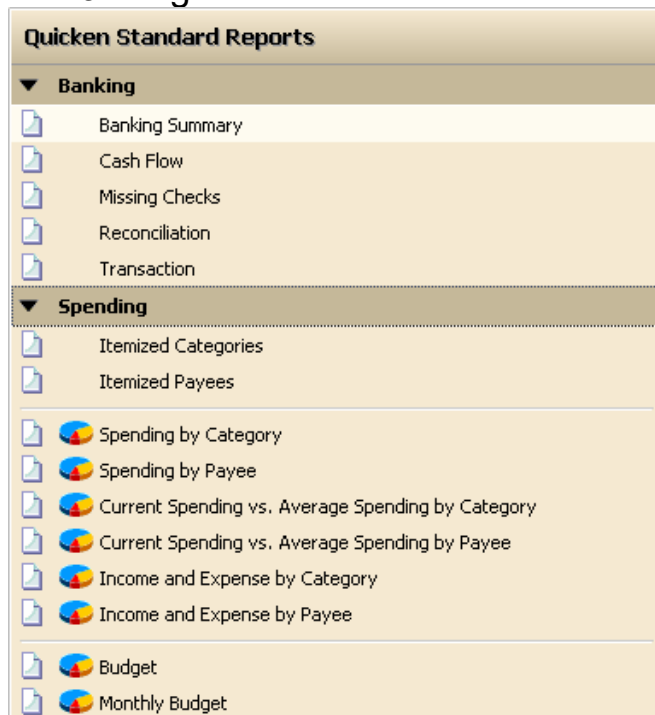 Quicken Standard Reports
Banking
Banking Summary
Cash Flow
Missing Checks
Reconciliation
Transaction
Spending
Itemized Categories
Itemized Payees
Spending by Category
Spending by Payee
Current Spending vs. Average Spending by Category
Current Spending vs. Average Spending by Payee
Income and Expense by Category
Income and Expense by Payee
Budget
Monthly Budget